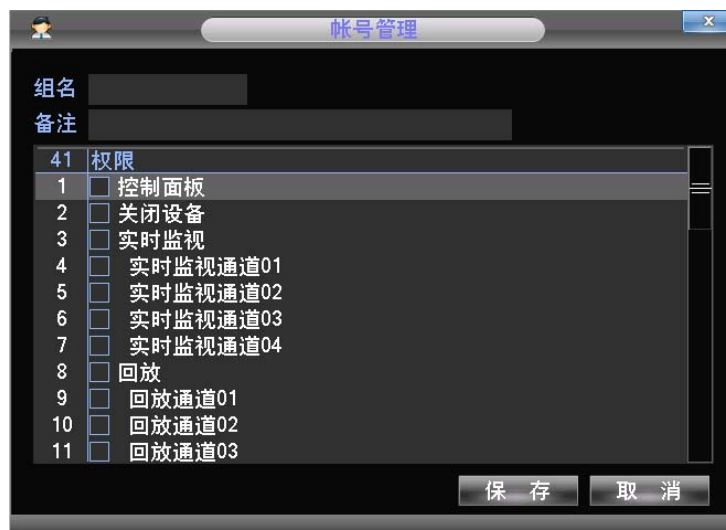 帐号管理
组名
备注
41 权限
1 控制面板
2 关闭设备
3 实时监视
4 实时监视通道01
5 实时监视通道02
6 实时监视通道03
7 实时监视通道04
8 回放
9 回放通道01
10 回放通道02
11 回放通道03
保 存 取 消